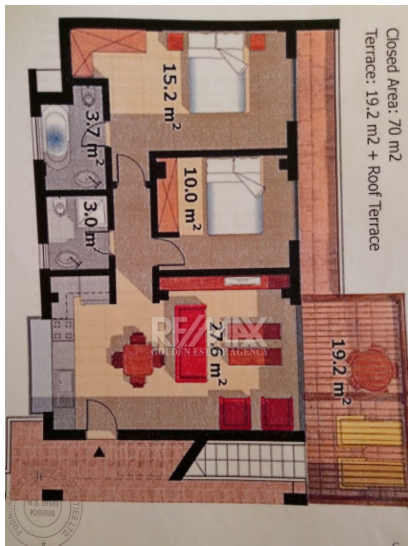 Closed Area: 70 m2
Terrace: 19.2 m2 + Roof Terrace
15.2 m²
3.7 m²
10.0 m²
3.0 m²
27.6 m²
19.2 m²
RE/MAX
GOLDEN ESTATE AGENCY
KIBRIS